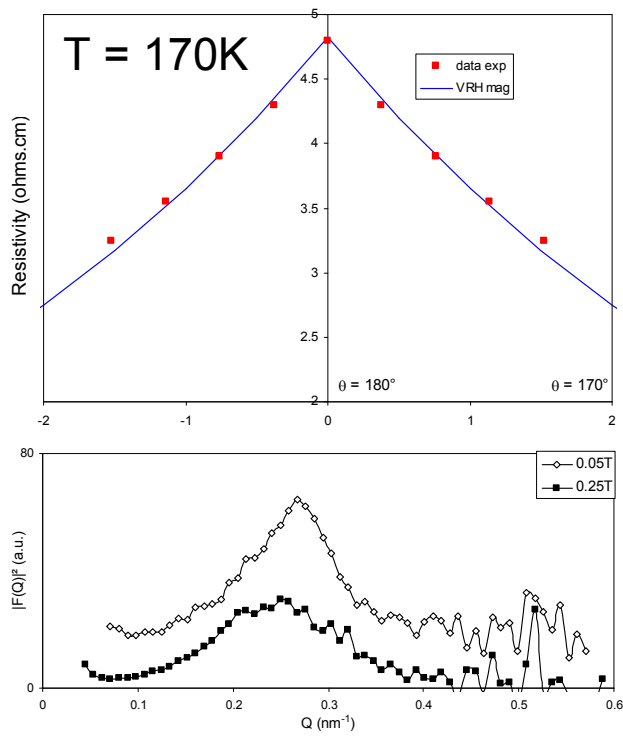 T = 170K
5
4.5
4
3.5
3
2.5
2
data exp
VRH mag
Resistivity (ohms.cm)
θ = 180°
θ = 170°
-2
-1
0
1
2
80
0
0.05T
0.25T
|F(Q)|² (a.u.)
0
0.1
0.2
0.3
0.4
0.5
0.6
Q (nm⁻¹)